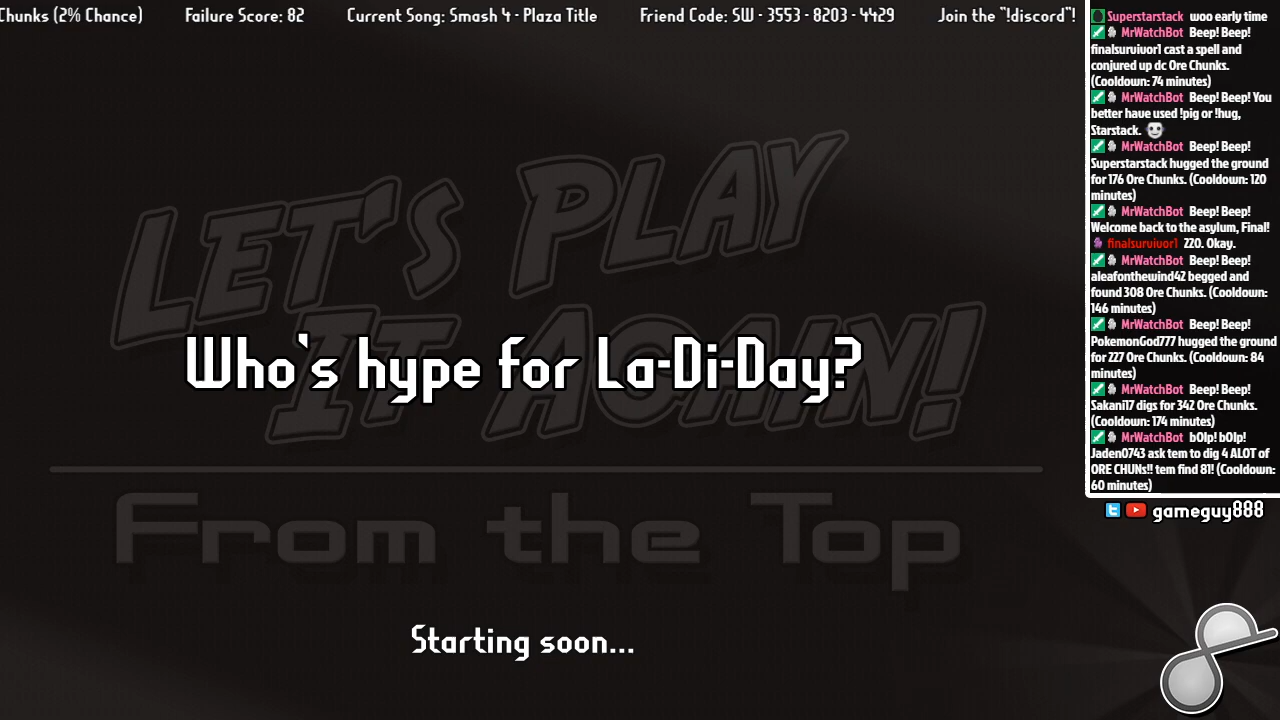 Chunks (2% Chance) Failure Score: 82 Current Song: Smash 4 - Plaza Title Friend Code: SW - 3553 - 8203 - 4429 Join the "!discord"!
LET'S PLAY
IT AGAIN!
Who's hype for La-Di-Day?
From the Top
Starting soon...
Superstarstack woo early time
MrWatchBot Beep! Beep!
finalsurvivor1 cast a spell and
conjured up dc Ore Chunks.
(Cooldown: 74 minutes)
MrWatchBot Beep! Beep! You
better have used !pig or !hug,
Starstack.
MrWatchBot Beep! Beep!
Superstarstack hugged the ground
for 176 Ore Chunks. (Cooldown: 120
minutes)
MrWatchBot Beep! Beep!
Welcome back to the asylum, Final!
finalsurvivor1 220. Okay.
MrWatchBot Beep! Beep!
aleafonthewind42 begged and
found 308 Ore Chunks. (Cooldown:
146 minutes)
MrWatchBot Beep! Beep!
PokemonGod777 hugged the ground
for 227 Ore Chunks. (Cooldown: 84
minutes)
MrWatchBot Beep! Beep!
Sakani17 digs for 342 Ore Chunks.
(Cooldown: 174 minutes)
MrWatchBot bOIp! bOIp!
Jaden0743 ask tem to dig 4 ALOT of
ORE CHUNs!! tem find 81! (Cooldown:
60 minutes)
gameguy888